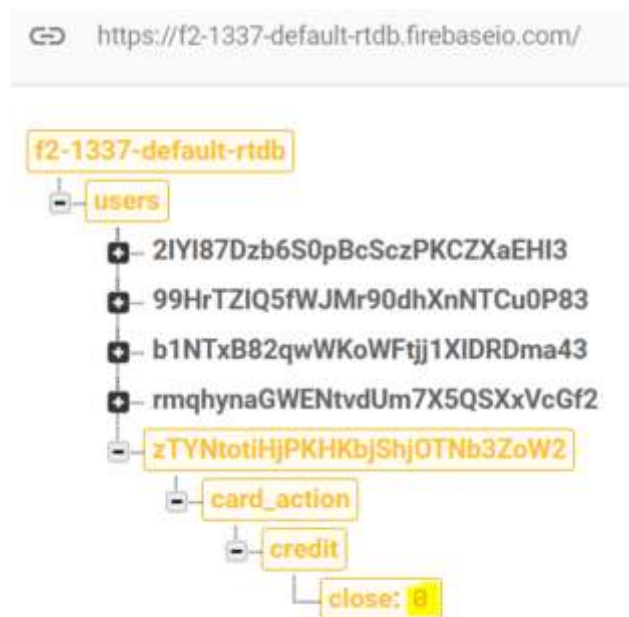 https://f2-1337-default-rtdb.firebaseio.com/
f2-1337-default-rtdb
users
2IYI87Dzb6S0pBcSczPKCZXaEHI3
99HrTZIQ5fWJMr90dhXnNTCu0P83
b1NTxB82qwWKoWFtjj1XIDRDma43
rmqhynaGWENtvdUm7X5QSXxVcGf2
zTYNtotiHjPKHKbjShjOTNb3ZoW2
card_action
credit
close: 0